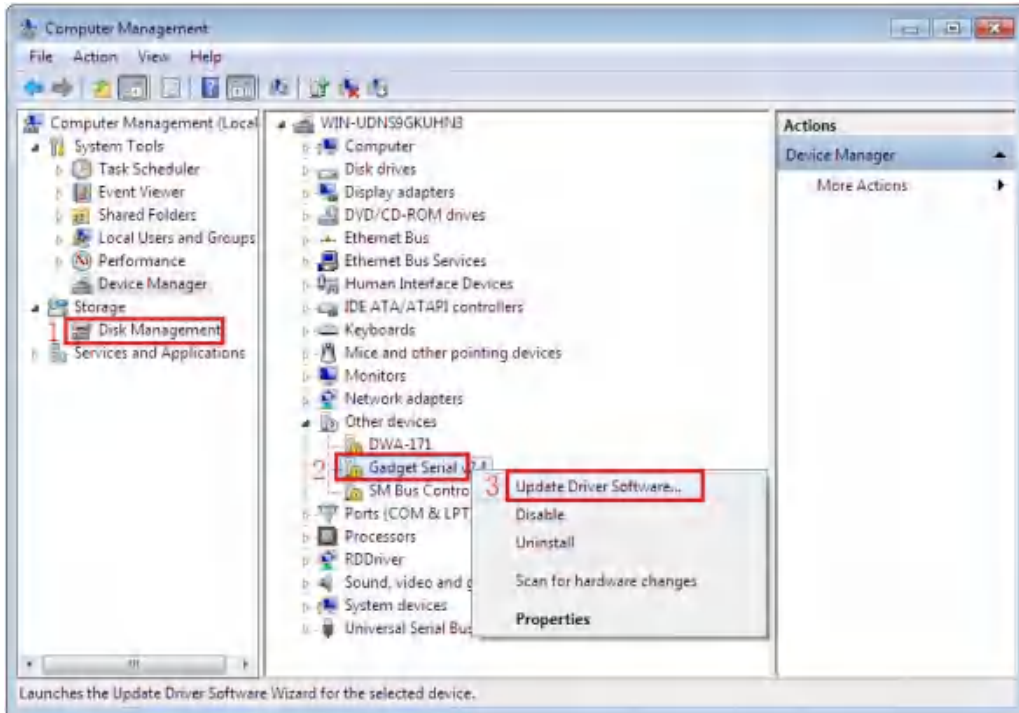 Computer Management
File Action View Help
Computer Management (Local
System Tools
Task Scheduler
Event Viewer
Shared Folders
Local Users and Groups
Performance
Device Manager
Storage
1 Disk Management
Services and Applications
WIN-UDNS9GKUHN3
Computer
Disk drives
Display adapters
DVD/CD-ROM drives
Ethernet Bus
Ethernet Bus Services
Human Interface Devices
IDE ATA/ATAPI controllers
Keyboards
Mice and other pointing devices
Monitors
Network adapters
Other devices
DWA-171
2 Gadget Serial v2.4
SM Bus Contro
Ports (COM & LPT)
Processors
RDDriver
Sound, video and g
System devices
Universal Serial Bus
3 Update Driver Software...
Disable
Uninstall
Scan for hardware changes
Properties
Actions
Device Manager
More Actions
Launches the Update Driver Software Wizard for the selected device.